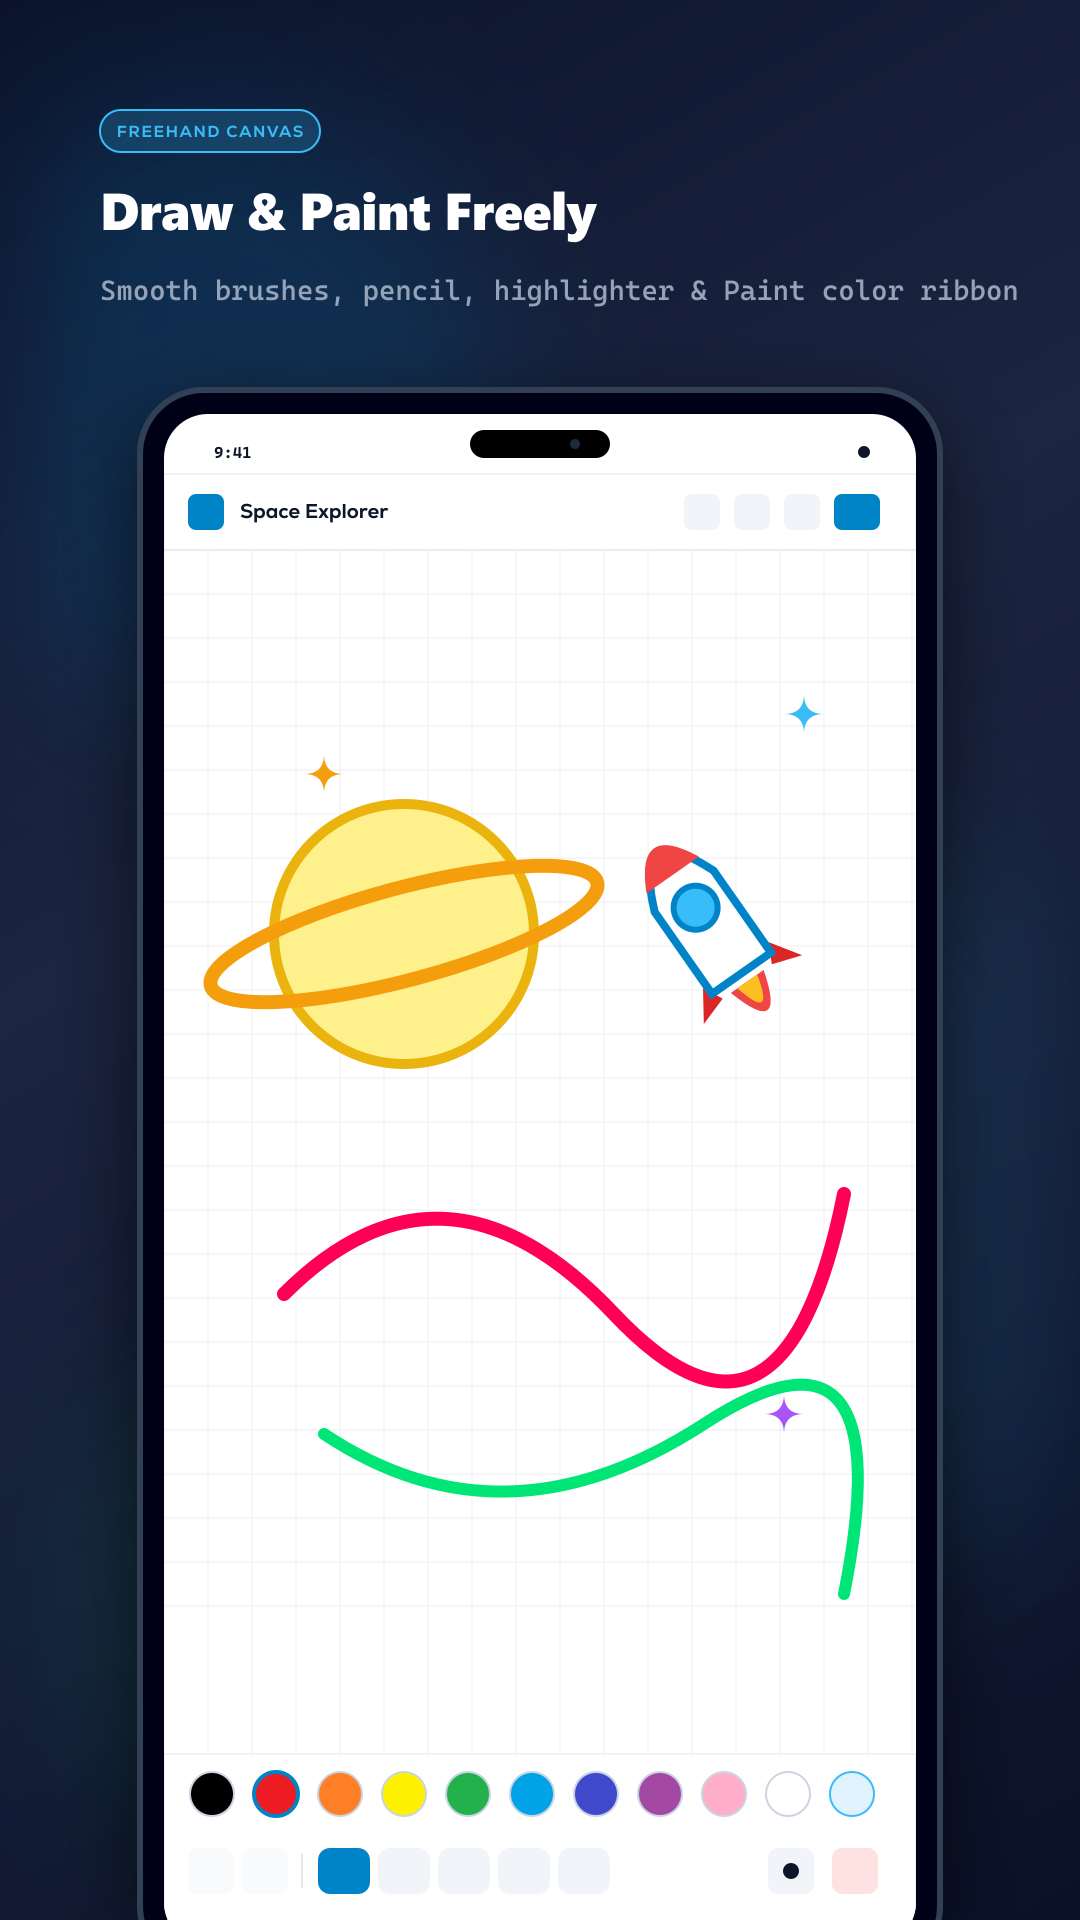 FREEHAND CANVAS
Draw & Paint Freely
Smooth brushes, pencil, highlighter & Paint color ribbon
9:41
Space Explorer